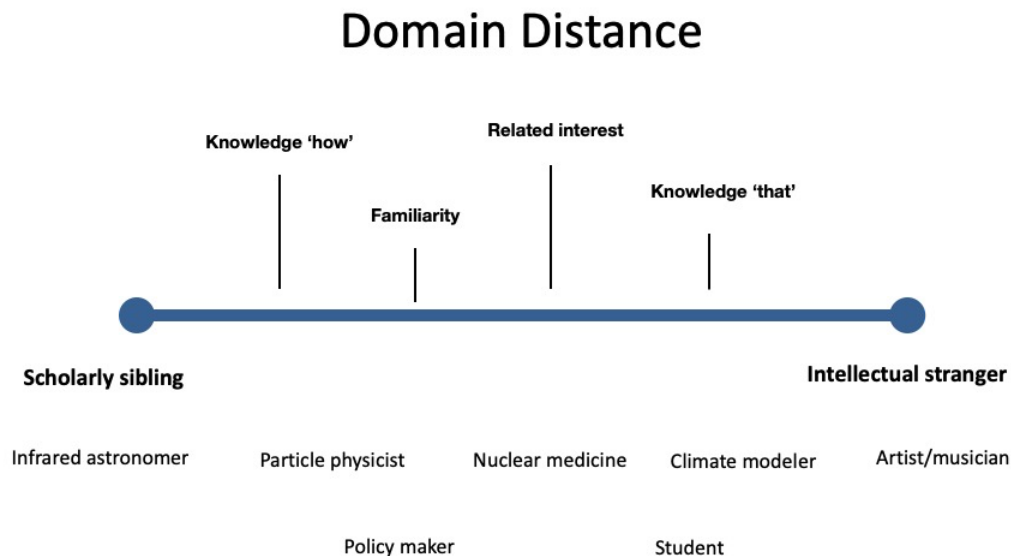 Domain Distance
Related interest
Knowledge ‘how’
Knowledge ‘that’
Familiarity
Scholarly sibling
Intellectual stranger
Infrared astronomer
Particle physicist
Nuclear medicine
Climate modeler
Artist/musician
Policy maker
Student